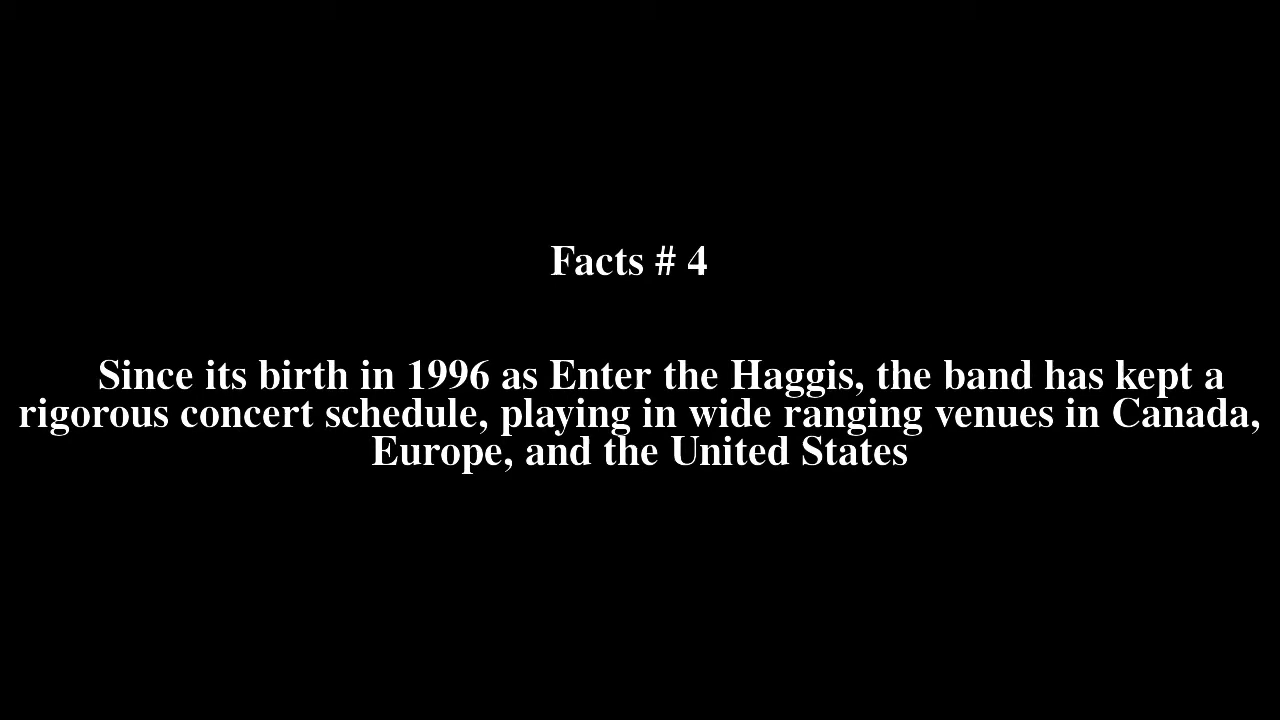 Facts # 4
Since its birth in 1996 as Enter the Haggis, the band has kept a
rigorous concert schedule, playing in wide ranging venues in Canada,
Europe, and the United States